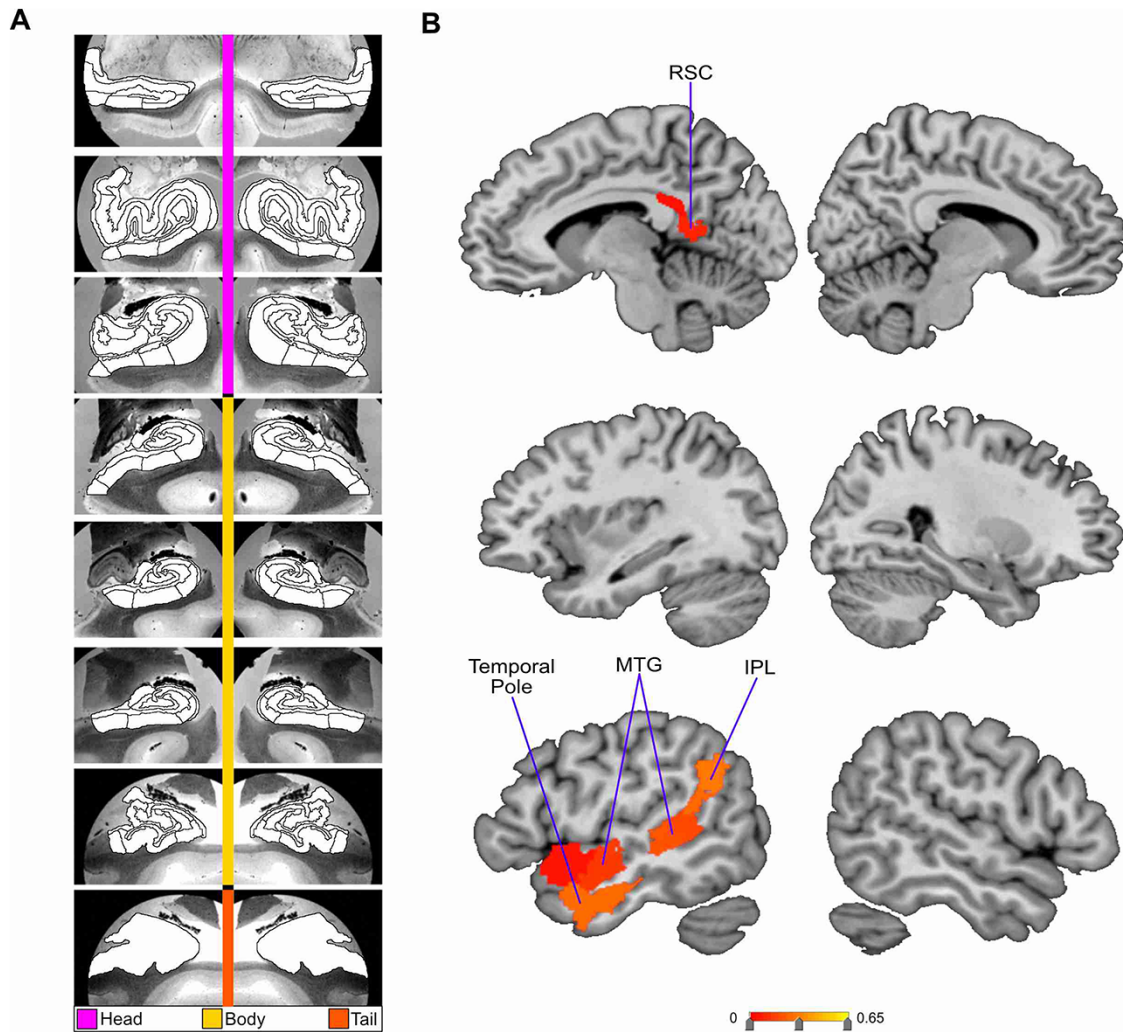 A
B
RSC
Temporal
Pole
MTG
IPL
Head
Body
Tail
0
0.65